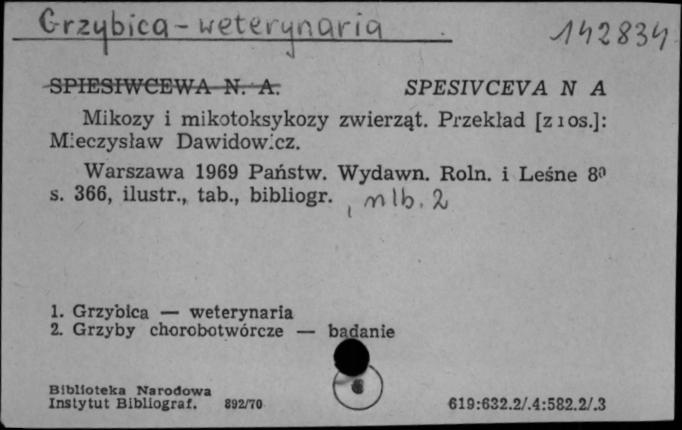 Grzybica - weterynaria 142834
SPIESIWCEWA N. A. SPESIVCEVA N A
Mikozy i mikotoksykozy zwierząt. Przekład [z ros.]:
Mieczysław Dawidowicz.
Warszawa 1969 Państw. Wydawn. Roln. i Leśne 8⁰
s. 366, ilustr., tab., bibliogr. , nlb. 2
1. Grzybica — weterynaria
2. Grzyby chorobotwórcze — badanie
Biblioteka Narodowa
Instytut Bibliograf. 892/70 619:632.2/.4:582.2/.3